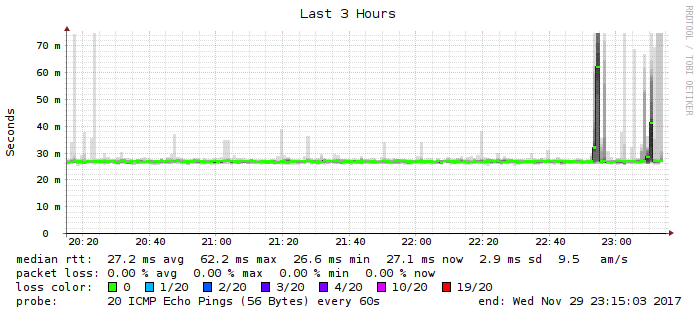 Last 3 Hours
RRDTOOL / TOBI OETIKER
Seconds
70 m
60 m
50 m
40 m
30 m
20 m
10 m
0
20:20 20:40 21:00 21:20 21:40 22:00 22:20 22:40 23:00
median rtt: 27.2 ms avg 62.2 ms max 26.6 ms min 27.1 ms now 2.9 ms sd 9.5 am/s
packet loss: 0.00 % avg 0.00 % max 0.00 % min 0.00 % now
loss color: 0 1/20 2/20 3/20 4/20 10/20 19/20
probe: 20 ICMP Echo Pings (56 Bytes) every 60s end: Wed Nov 29 23:15:03 2017